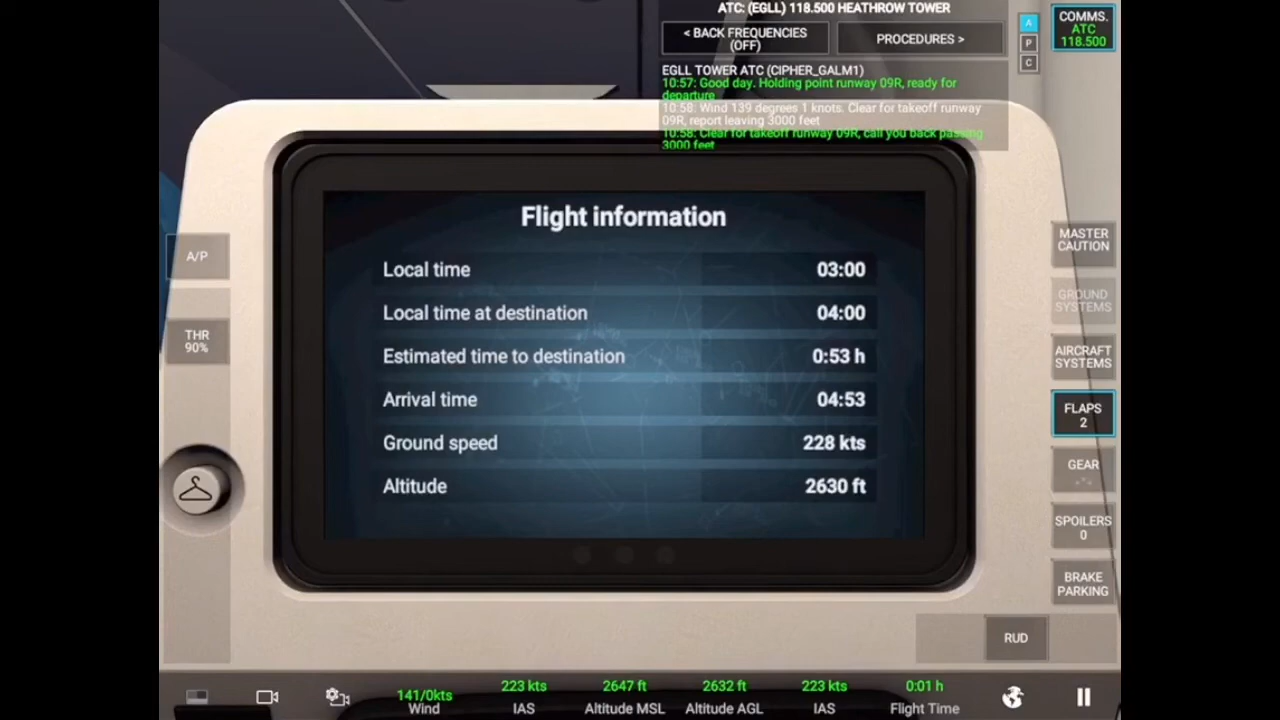 ATC: (EGLL) 118.500 HEATHROW TOWER
< BACK FREQUENCIES
(OFF)
PROCEDURES >
A
P
C
COMMS.
ATC
118.500
EGLL TOWER ATC (CIPHER_GALM1)
10:57: Good day. Holding point runway 09R, ready for
departure
10:58: Wind 139 degrees 1 knots. Clear for takeoff runway
09R, report leaving 3000 feet
10:58: Clear for takeoff runway 09R, call you back passing
3000 feet
Flight information
Local time 03:00
Local time at destination 04:00
Estimated time to destination 0:53 h
Arrival time 04:53
Ground speed 228 kts
Altitude 2630 ft
A/P
THR
90%
MASTER
CAUTION
GROUND
SYSTEMS
AIRCRAFT
SYSTEMS
FLAPS
2
GEAR
SPOILERS
0
BRAKE
PARKING
RUD
141/0kts
Wind
223 kts
IAS
2647 ft
Altitude MSL
2632 ft
Altitude AGL
223 kts
IAS
0:01 h
Flight Time